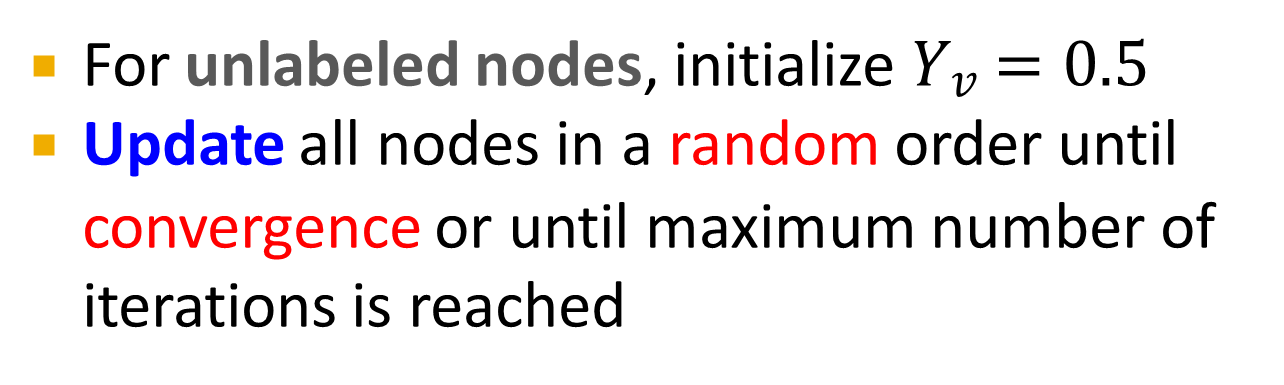 ▪ For unlabeled nodes, initialize Yᵥ = 0.5
▪ Update all nodes in a random order until
convergence or until maximum number of
iterations is reached